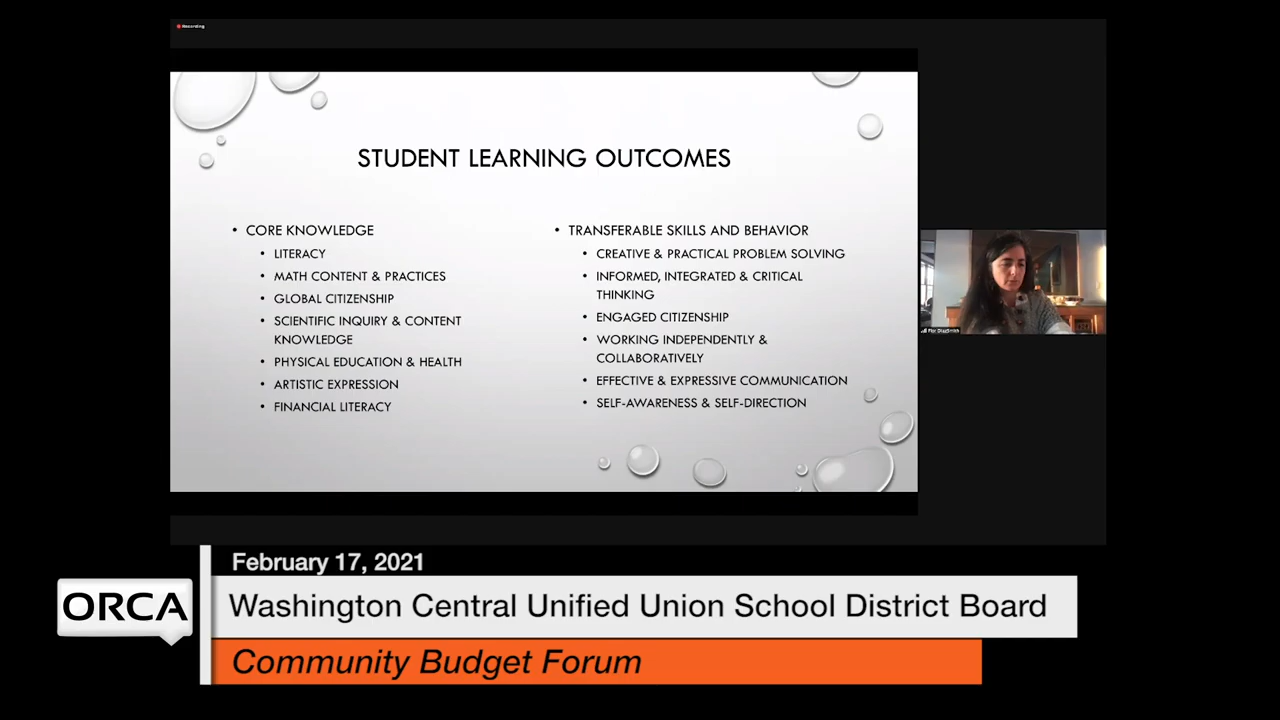 Recording
STUDENT LEARNING OUTCOMES
• CORE KNOWLEDGE
• LITERACY
• MATH CONTENT & PRACTICES
• GLOBAL CITIZENSHIP
• SCIENTIFIC INQUIRY & CONTENT
KNOWLEDGE
• PHYSICAL EDUCATION & HEALTH
• ARTISTIC EXPRESSION
• FINANCIAL LITERACY
• TRANSFERABLE SKILLS AND BEHAVIOR
• CREATIVE & PRACTICAL PROBLEM SOLVING
• INFORMED, INTEGRATED & CRITICAL
THINKING
• ENGAGED CITIZENSHIP
• WORKING INDEPENDENTLY &
COLLABORATIVELY
• EFFECTIVE & EXPRESSIVE COMMUNICATION
• SELF-AWARENESS & SELF-DIRECTION
Flor DiazSmith
February 17, 2021
ORCA
Washington Central Unified Union School District Board
Community Budget Forum